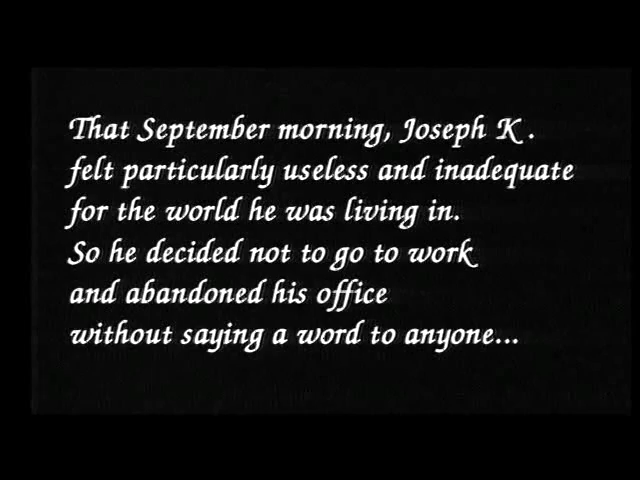 That September morning, Joseph K.
felt particularly useless and inadequate
for the world he was living in.
So he decided not to go to work
and abandoned his office
without saying a word to anyone...